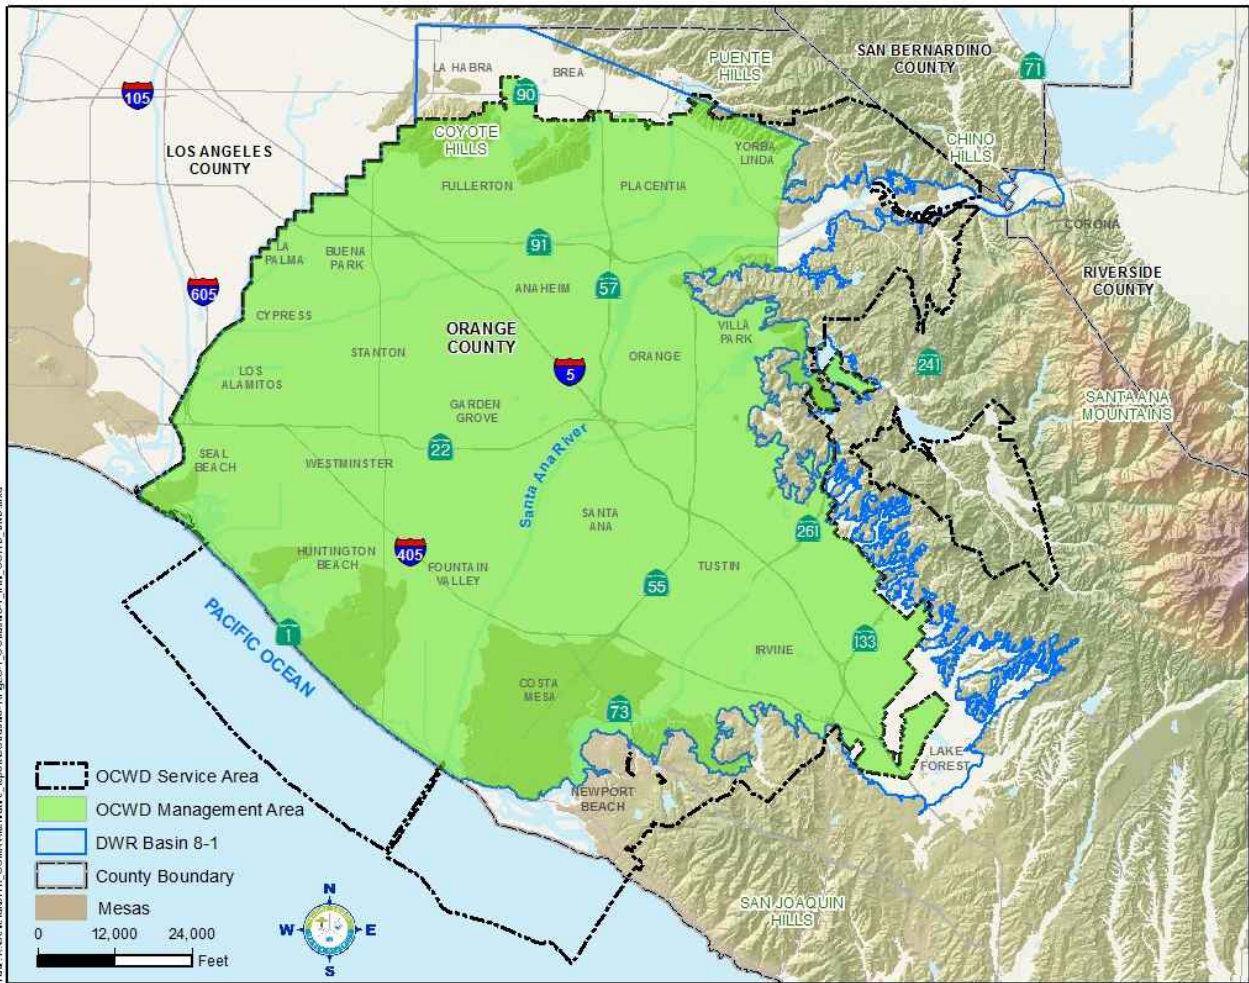 SAN BERNARDINO
COUNTY
71
PUENTE
HILLS
LA HABRA
BREA
90
105
LOS ANGELES
COUNTY
COYOTE
HILLS
YORBA
LINDA
CHINO
HILLS
FULLERTON
PLACENTIA
CORONA
LA
PALMA
BUENA
PARK
91
ANAHEIM
57
RIVERSIDE
COUNTY
605
CYPRESS
ORANGE
COUNTY
VILLA
PARK
STANTON
ORANGE
5
241
LOS
ALAMITOS
GARDEN
GROVE
SANTA ANA
MOUNTAINS
22
SEAL
BEACH
WESTMINSTER
Santa Ana River
SANTA
ANA
261
HUNTINGTON
BEACH
405
FOUNTAIN
VALLEY
TUSTIN
55
PACIFIC OCEAN
1
133
IRVINE
COSTA
MESA
73
LAKE
FOREST
NEWPORT
BEACH
SAN JOAQUIN
HILLS
OCWD Service Area
OCWD Management Area
DWR Basin 8-1
County Boundary
Mesas
0 12,000 24,000
Feet
N
W E
S